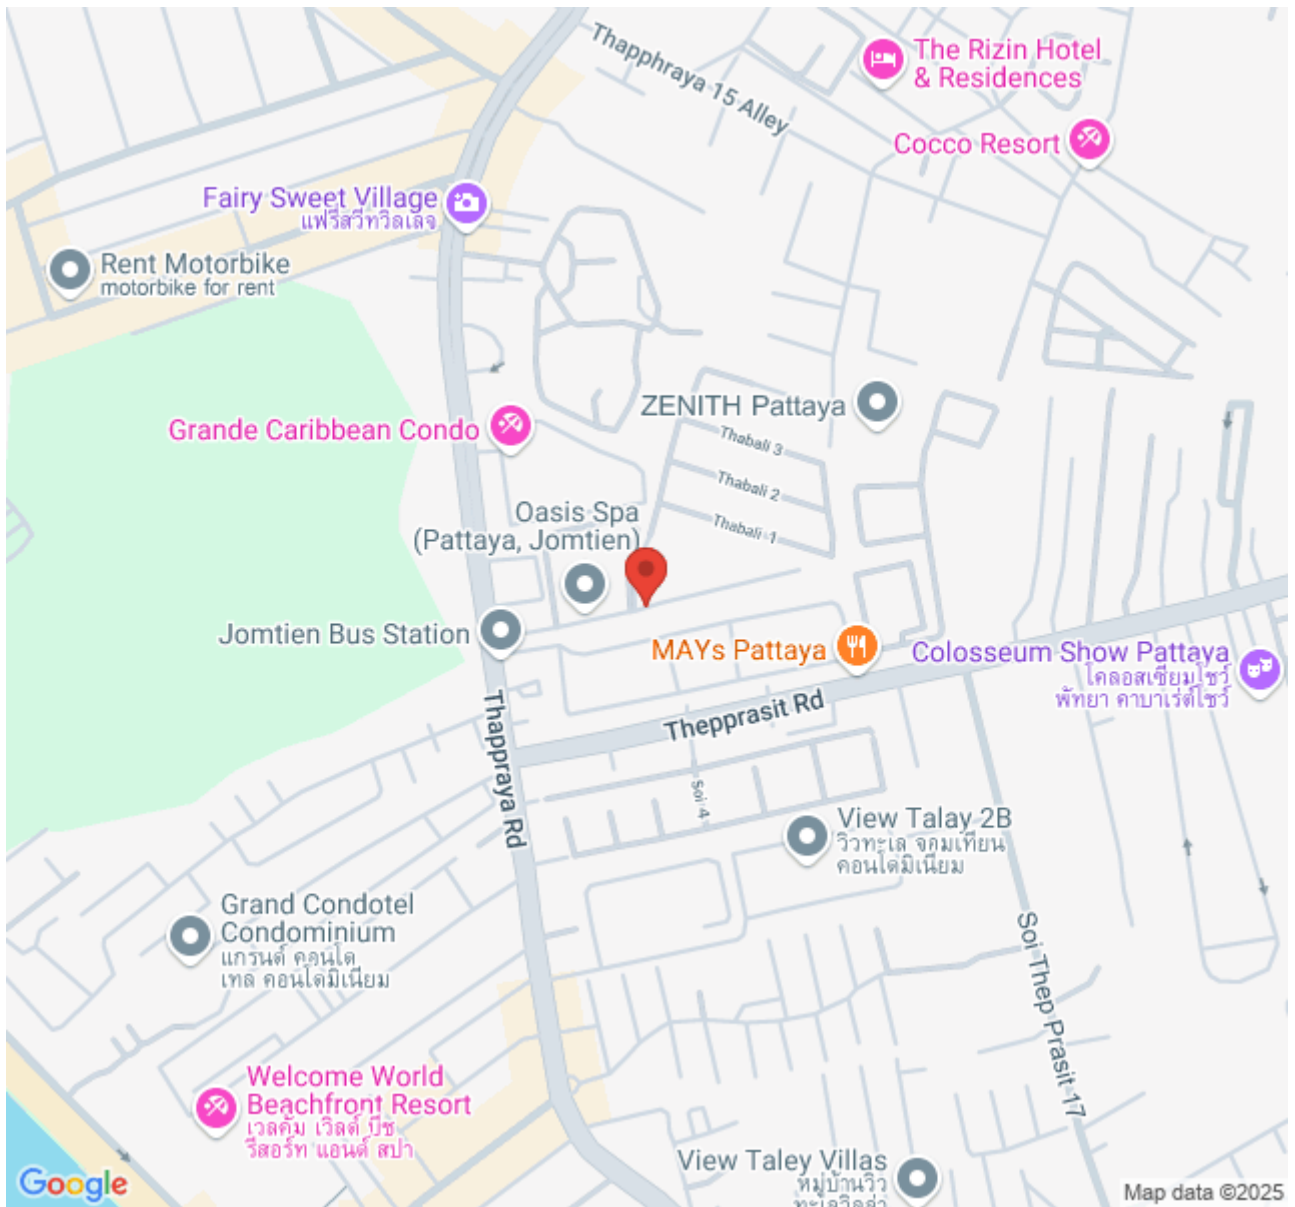 Thapphraya 15 Alley
The Rizin Hotel
& Residences
Cocco Resort
Fairy Sweet Village
แฟรี่สวีทวิลเลจ
Rent Motorbike
motorbike for rent
ZENITH Pattaya
Grande Caribbean Condo
Thabali 3
Thabali 2
Thabali 1
Oasis Spa
(Pattaya, Jomtien)
Jomtien Bus Station
MAYs Pattaya
Colosseum Show Pattaya
โคลอสเซียมโชว์
พัทยา คาบาเร่ต์โชว์
Thepprasit Rd
Thappraya Rd
Soi 4
View Talay 2B
วิวทะเล จอมเทียน
คอนโดมิเนียม
Grand Condotel
Condominium
แกรนด์ คอนโด
เทล คอนโดมิเนียม
Soi Thep Prasit 17
Welcome World
Beachfront Resort
เวลคัม เวิลด์ บีช
รีสอร์ท แอนด์ สปา
View Taley Villas
หมู่บ้านวิว
ทะเลวิลล่า
Google
Map data ©2025